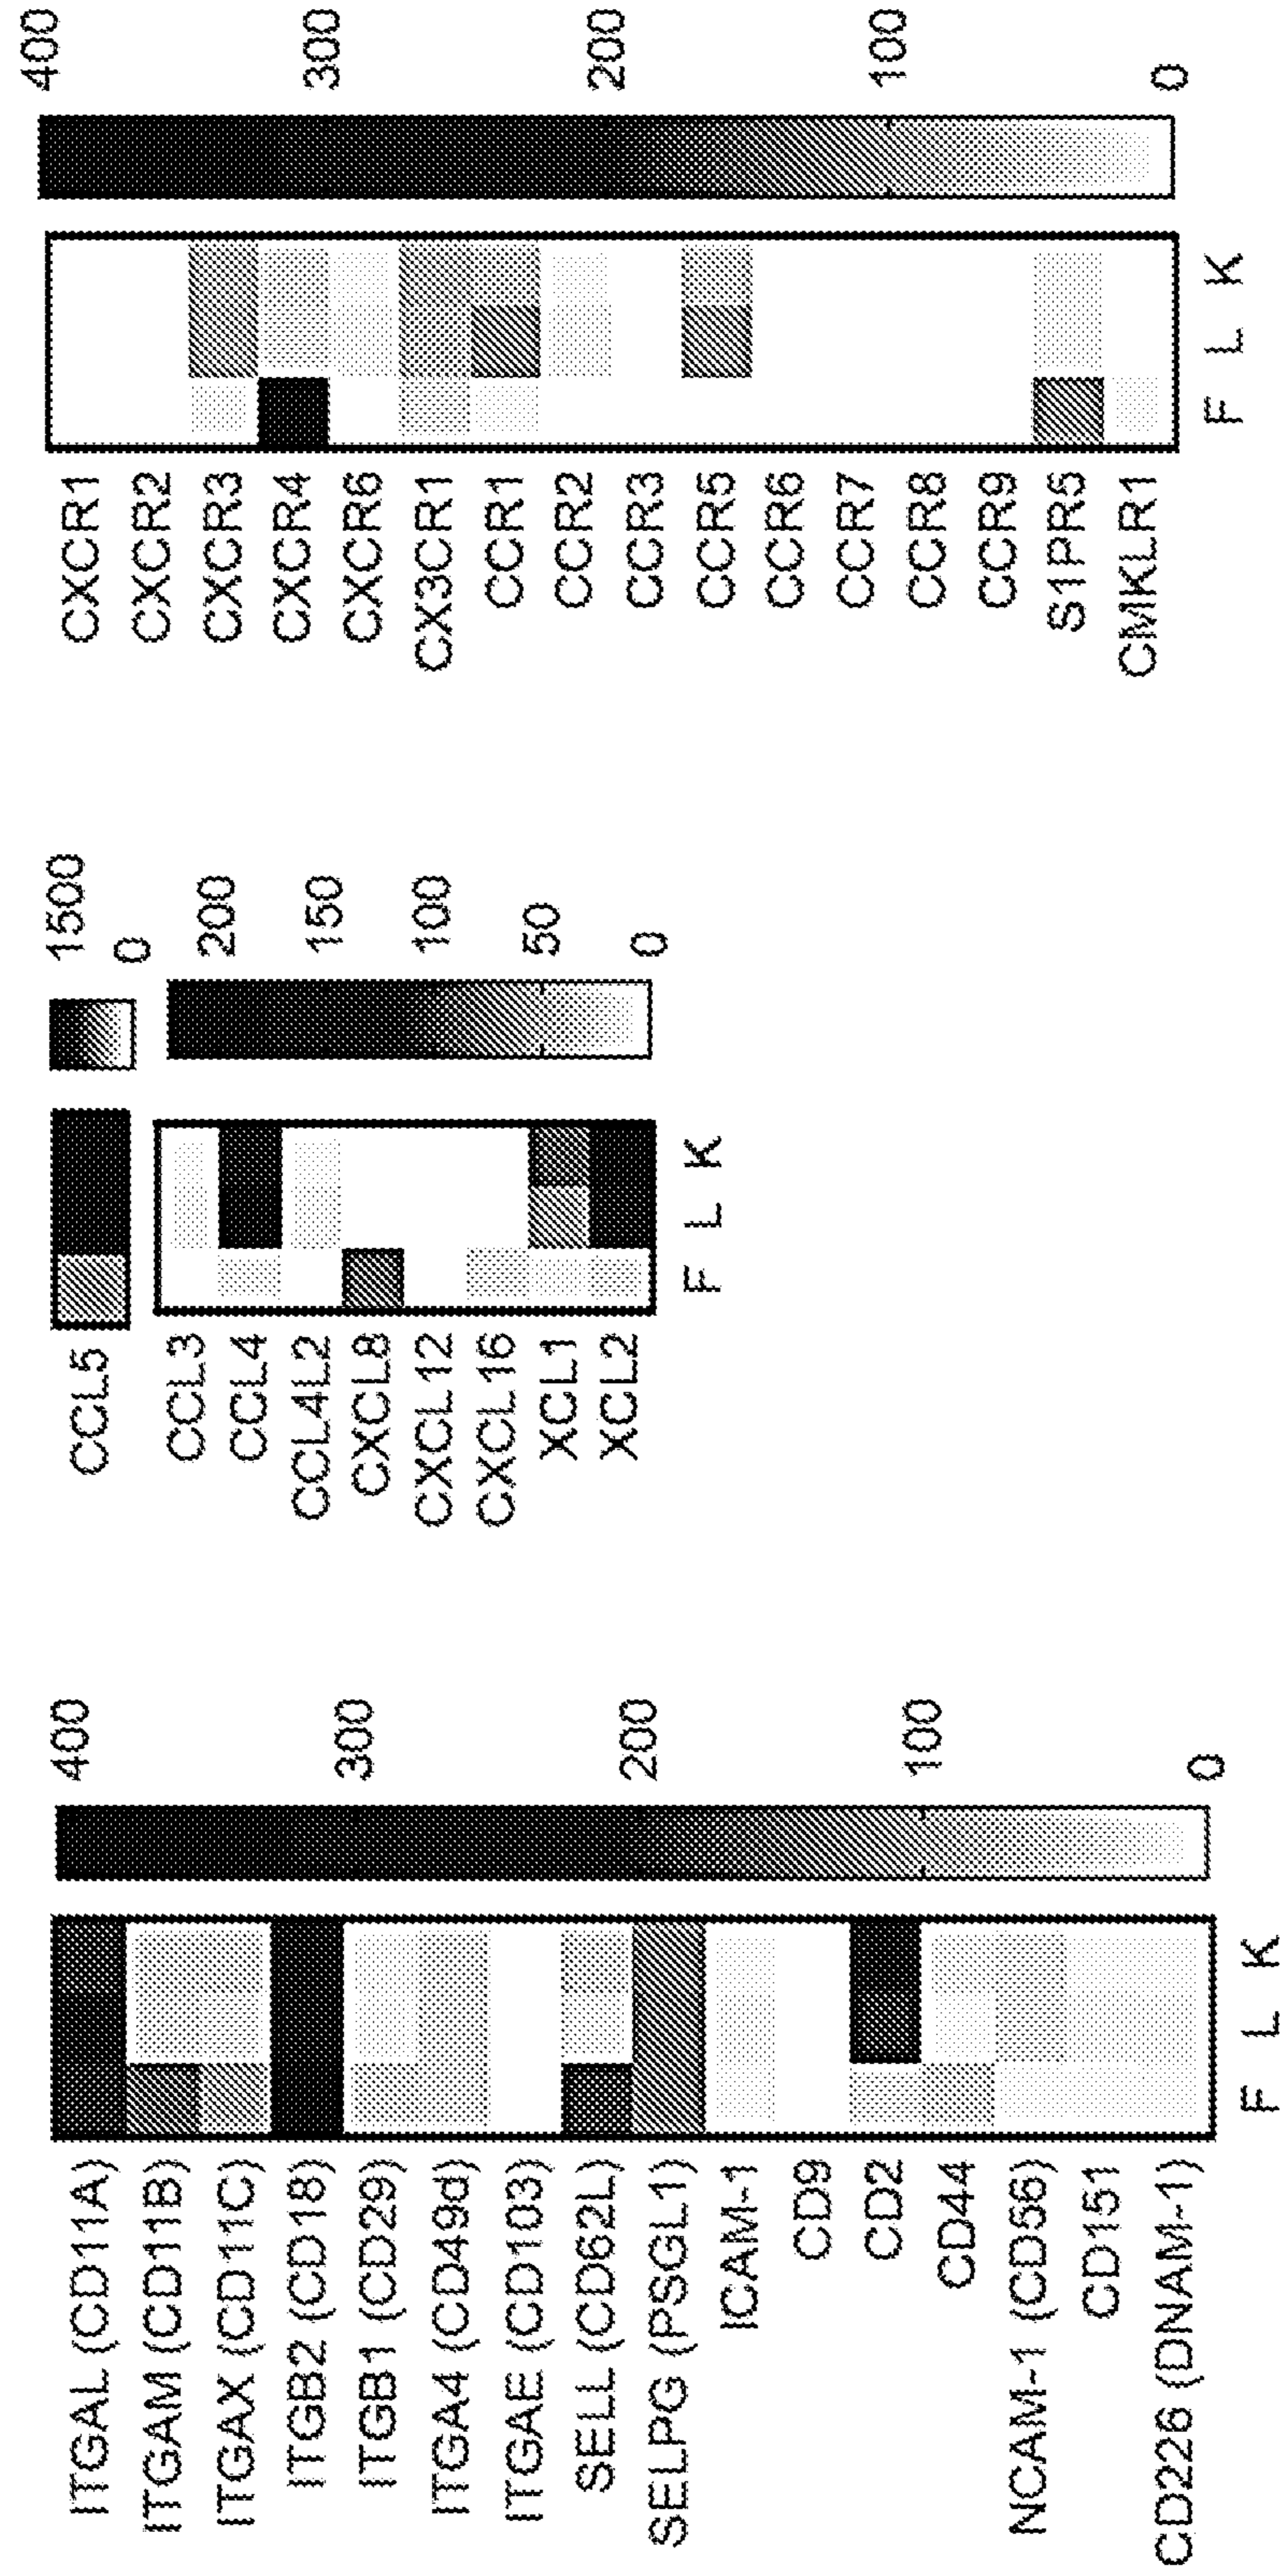 ITGAL (CD11A)
ITGAM (CD11B)
ITGAX (CD11C)
ITGB2 (CD18)
ITGB1 (CD29)
ITGA4 (CD49d)
ITGAE (CD103)
SELL (CD62L)
SELPG (PSGL1)
ICAM-1
CD9
CD2
CD44
NCAM-1 (CD56)
CD151
CD226 (DNAM-1)
F L K
400
300
200
100
0
CCL5
1500
0
CCL3
CCL4
CCL4L2
CXCL8
CXCL12
CXCL16
XCL1
XCL2
F L K
200
150
100
50
0
CXCR1
CXCR2
CXCR3
CXCR4
CXCR6
CX3CR1
CCR1
CCR2
CCR3
CCR5
CCR6
CCR7
CCR8
CCR9
S1PR5
CMKLR1
F L K
400
300
200
100
0